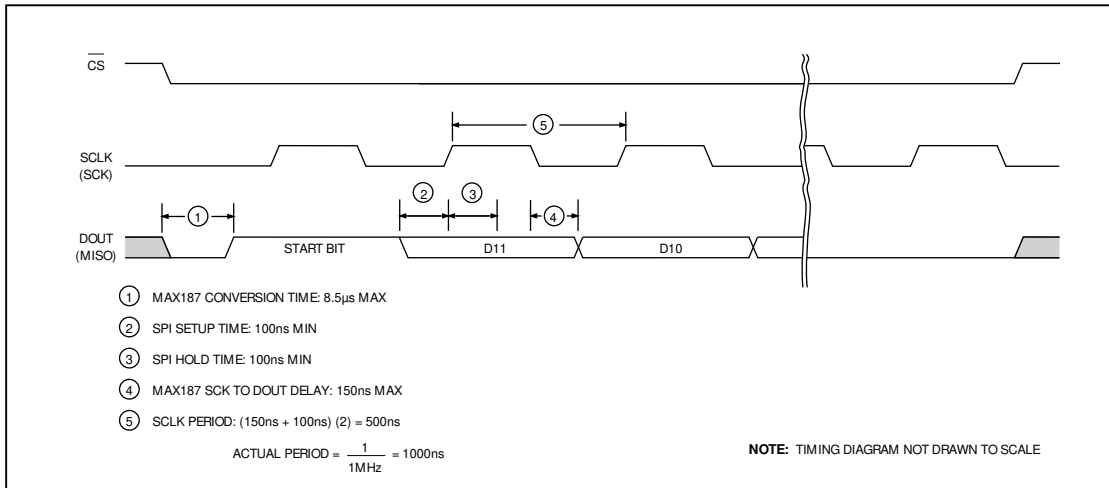 CS
5
SCLK
(SCK)
2
3
1
4
DOUT
(MISO)
START BIT
D11
D10
1 MAX187 CONVERSION TIME: 8.5µs MAX
2 SPI SETUP TIME: 100ns MIN
3 SPI HOLD TIME: 100ns MIN
4 MAX187 SCK TO DOUT DELAY: 150ns MAX
5 SCLK PERIOD: (150ns + 100ns) (2) = 500ns
ACTUAL PERIOD = 1 / 1MHz = 1000ns
NOTE: TIMING DIAGRAM NOT DRAWN TO SCALE